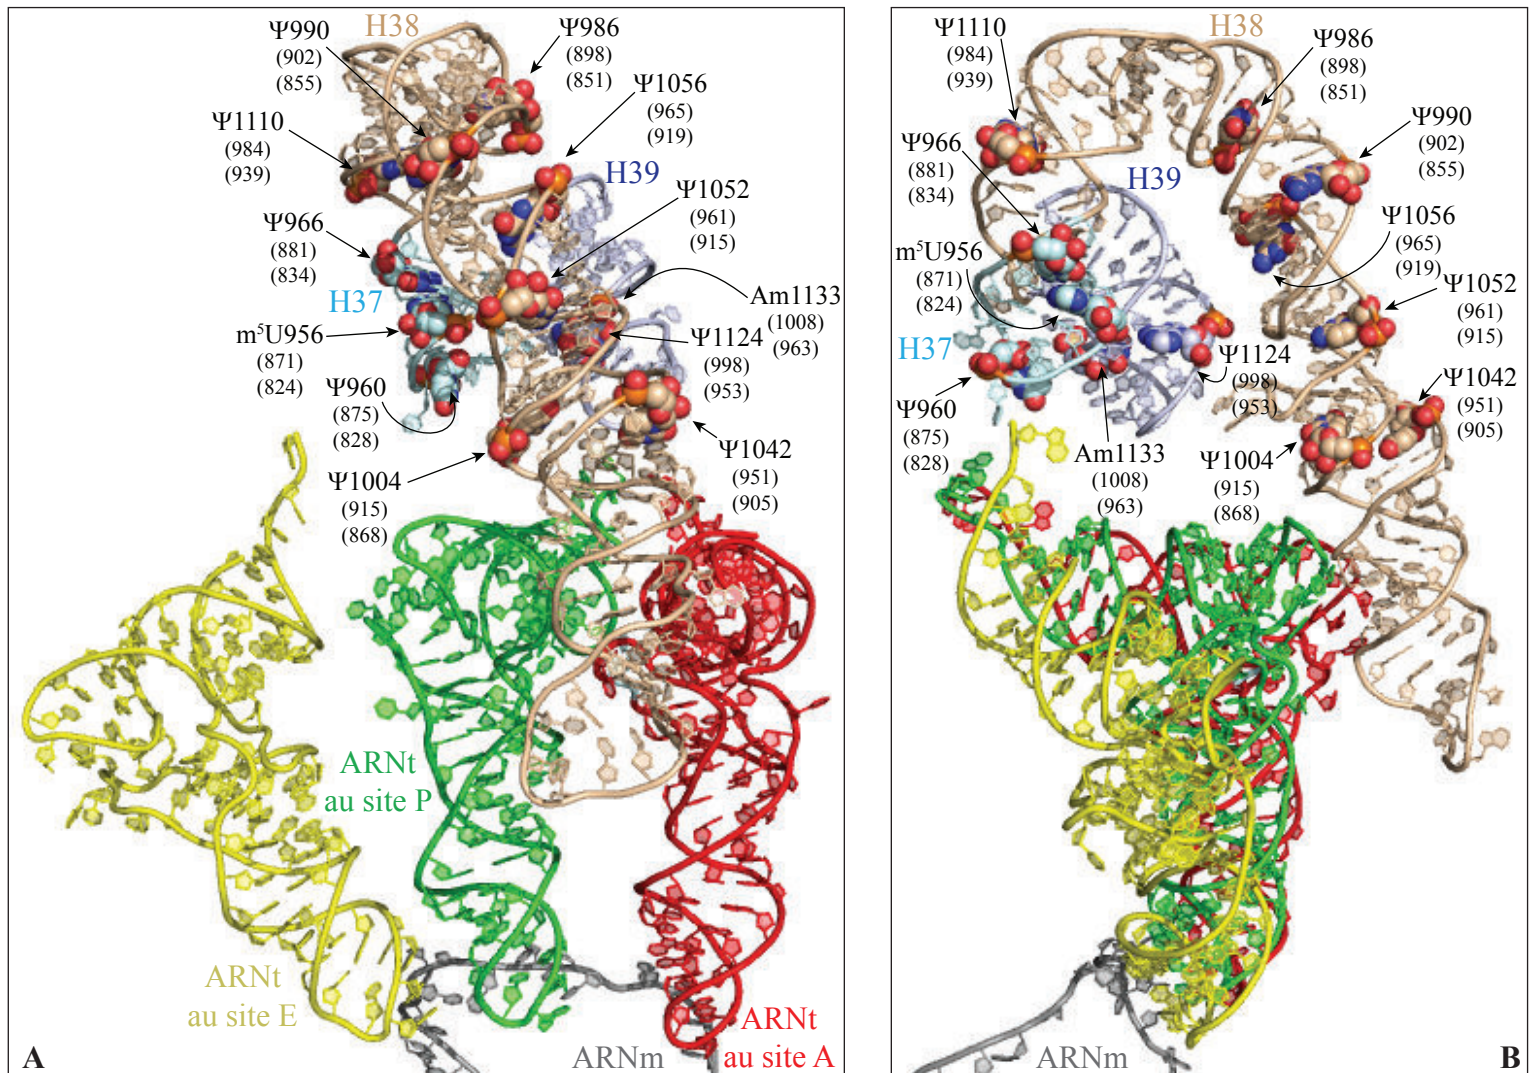 H38
Ψ990
(902)
(855)
Ψ986
(898)
(851)
Ψ1056
(965)
(919)
Ψ1110
(984)
(939)
H39
Ψ1052
(961)
(915)
Ψ966
(881)
(834)
H37
m⁵U956
(871)
(824)
Am1133
(1008)
(963)
Ψ1124
(998)
(953)
Ψ960
(875)
(828)
Ψ1042
(951)
(905)
Ψ1004
(915)
(868)
ARNt
au site P
ARNt
au site E
ARNm
ARNt
au site A
A
H38
Ψ1110
(984)
(939)
Ψ986
(898)
(851)
Ψ990
(902)
(855)
Ψ966
(881)
(834)
H39
Ψ1056
(965)
(919)
m⁵U956
(871)
(824)
Ψ1052
(961)
(915)
H37
Ψ1124
(998)
(953)
Ψ1042
(951)
(905)
Ψ960
(875)
(828)
Am1133
(1008)
(963)
Ψ1004
(915)
(868)
ARNm
B